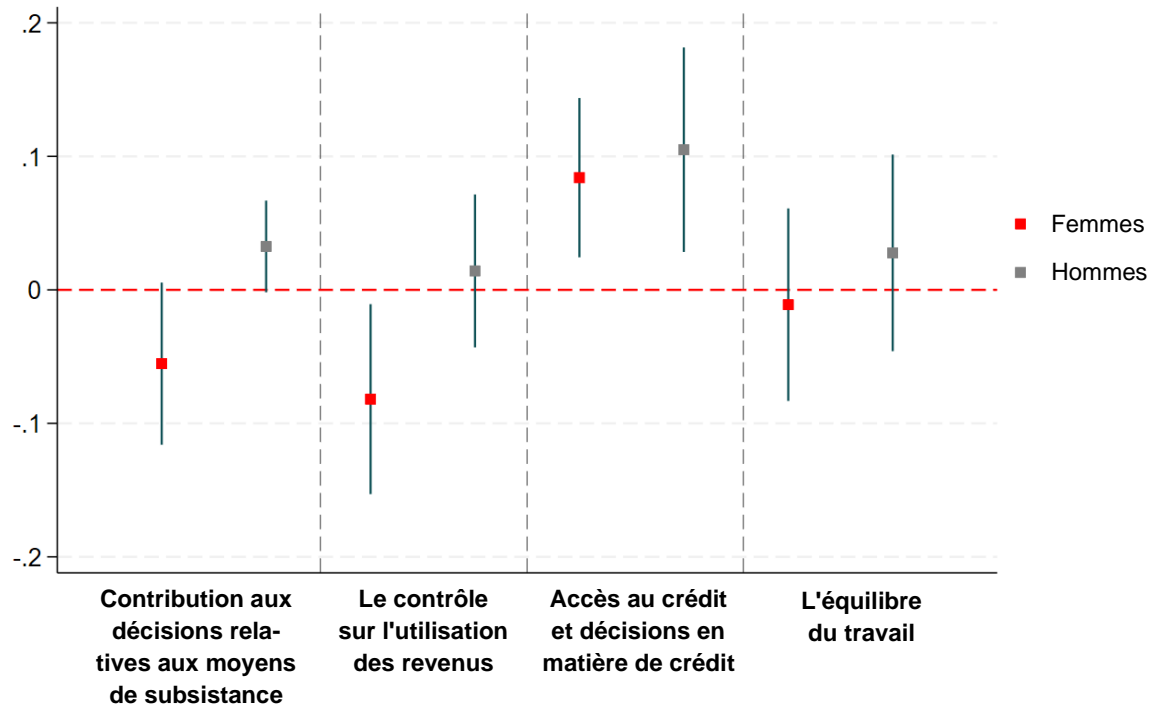 .2
.1
0
-.1
-.2
Femmes
Hommes
Contribution aux
décisions rela-
tives aux moyens
de subsistance
Le contrôle
sur l'utilisation
des revenus
Accès au crédit
et décisions en
matière de crédit
L'équilibre
du travail